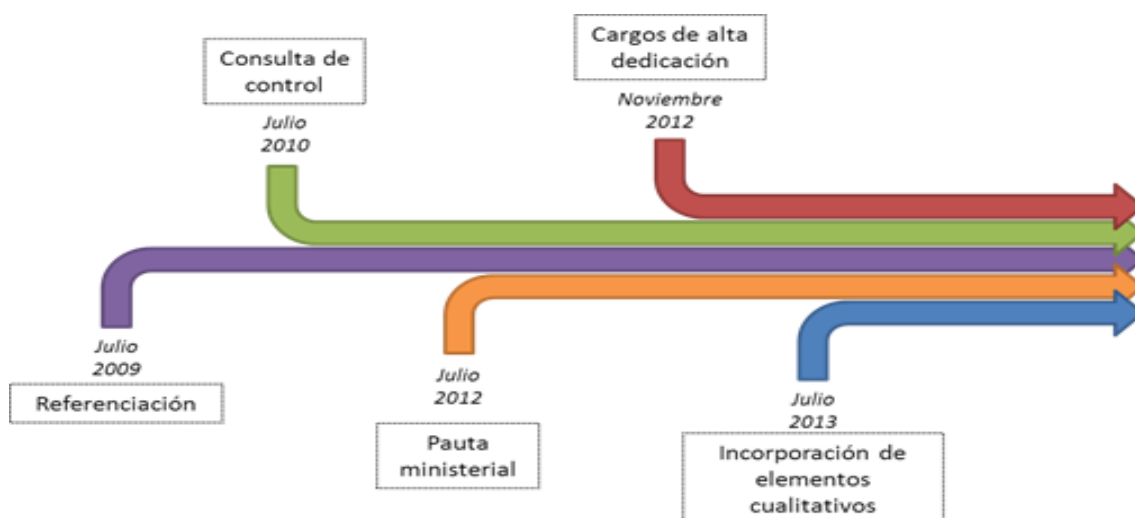 Cargos de alta
dedicación
Noviembre
2012
Consulta de
control
Julio
2010
Julio
2009
Referenciación
Julio
2012
Pauta
ministerial
Julio
2013
Incorporación de
elementos
cualitativos